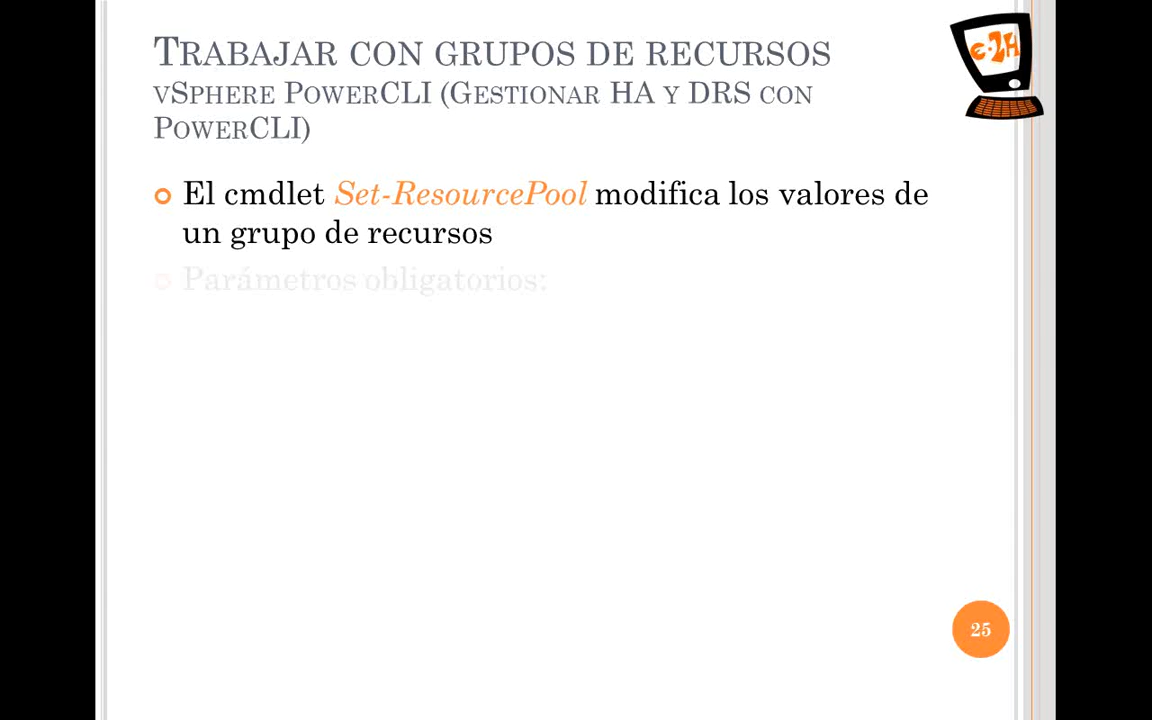 TRABAJAR CON GRUPOS DE RECURSOS
VSPHERE POWERCLI (GESTIONAR HA Y DRS CON
POWERCLI)
e-2H
El cmdlet Set-ResourcePool modifica los valores de
un grupo de recursos
Parámetros obligatorios:
25